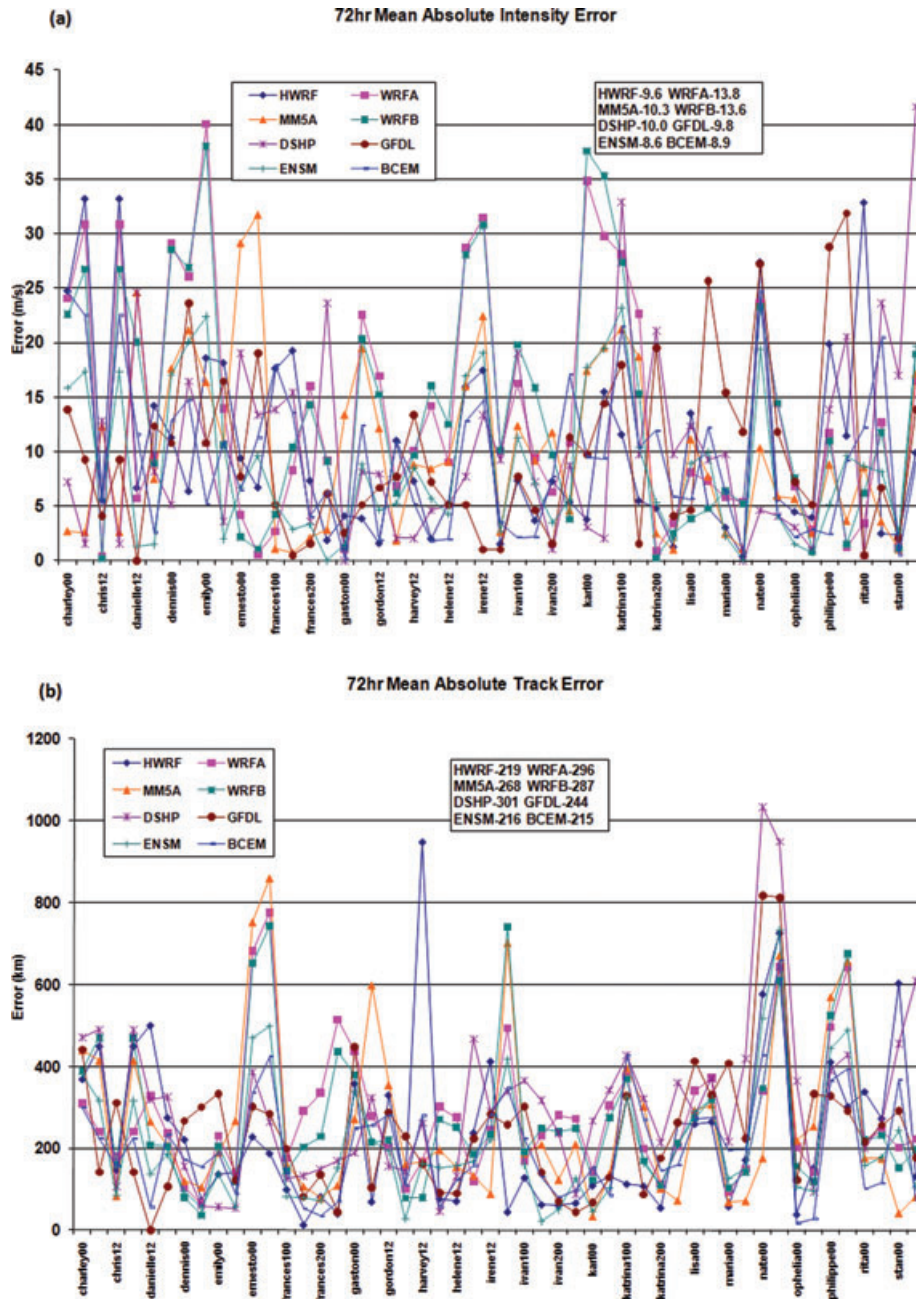 (a)
72hr Mean Absolute Intensity Error
45
40
35
30
25
20
15
10
5
0
Error (m/s)
HWRF WRFA
MM5A WRFB
DSHP GFDL
ENSM BCEM
HWRF-9.6 WRFA-13.8
MM5A-10.3 WRFB-13.6
DSHP-10.0 GFDL-9.8
ENSM-8.6 BCEM-8.9
charley00
chris12
danielle12
dennis00
emily00
ernesto00
frances100
frances200
gaston00
gordon12
harvey12
helene12
irene12
ivan100
ivan200
karl00
katrina100
katrina200
lisa00
maria00
nate00
ophelia00
philippe00
rita00
stan00
(b)
72hr Mean Absolute Track Error
1200
1000
800
600
400
200
0
Error (km)
HWRF WRFA
MM5A WRFB
DSHP GFDL
ENSM BCEM
HWRF-219 WRFA-296
MM5A-268 WRFB-287
DSHP-301 GFDL-244
ENSM-216 BCEM-215
charley00
chris12
danielle12
dennis00
emily00
ernesto00
frances100
frances200
gaston00
gordon12
harvey12
helene12
irene12
ivan100
ivan200
karl00
katrina100
katrina200
lisa00
maria00
nate00
ophelia00
philippe00
rita00
stan00